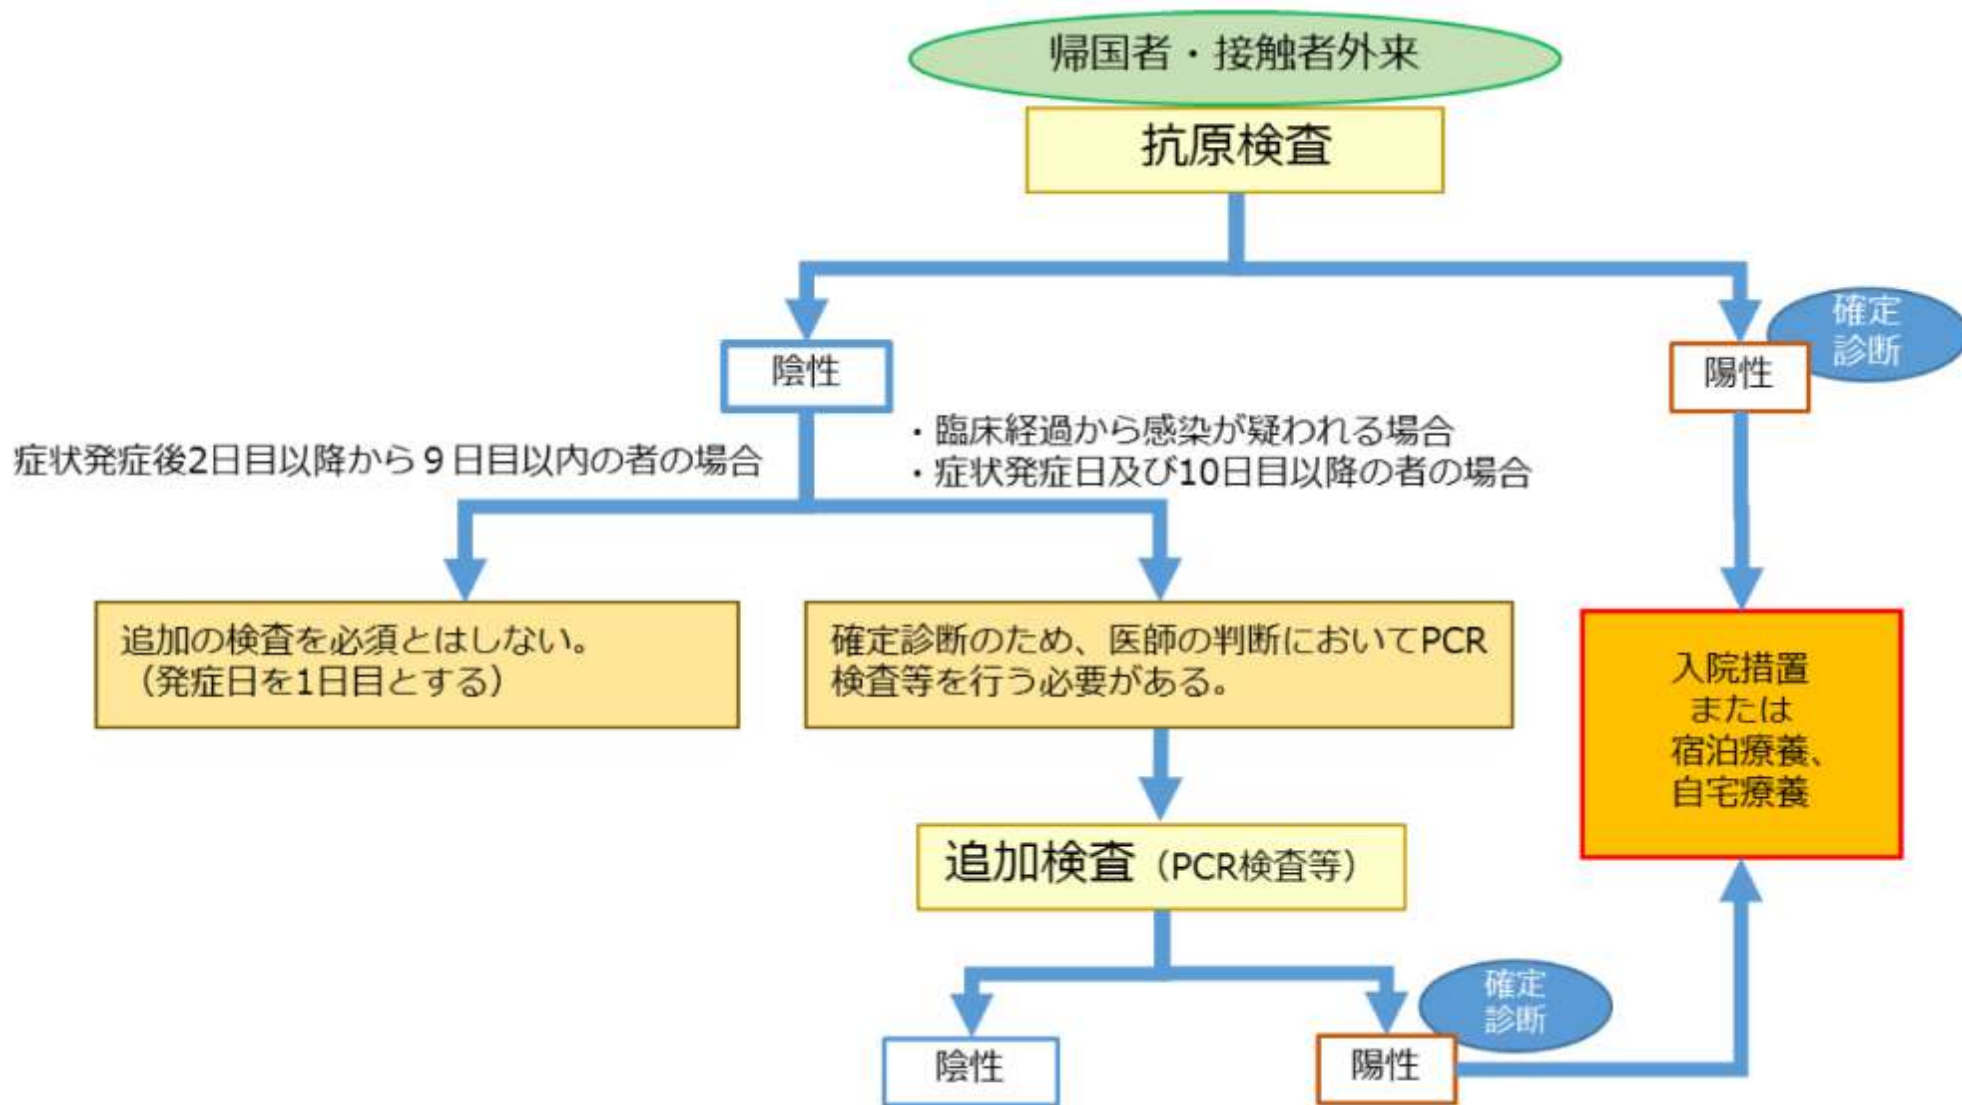 帰国者・接触者外来
抗原検査
確定
診断
陰性
陽性
症状発症後2日目以降から９日目以内の者の場合
・臨床経過から感染が疑われる場合
・症状発症日及び10日目以降の者の場合
追加の検査を必須とはしない。
（発症日を1日目とする）
確定診断のため、医師の判断においてPCR
検査等を行う必要がある。
入院措置
または
宿泊療養、
自宅療養
追加検査（PCR検査等）
確定
診断
陰性
陽性